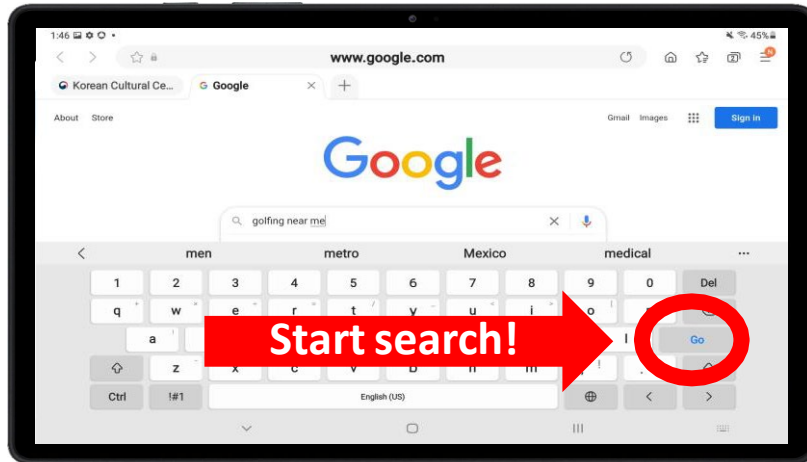 1:46 45%
www.google.com
Korean Cultural Ce... G Google
About Store Gmail Images Sign in
Google
golfing near me
men metro Mexico medical ...
1 2 3 4 5 6 7 8 9 0 Del
q w e r t y u i o
a l Go
Start search!
z x c v b n m
Ctrl !#1 English (US)